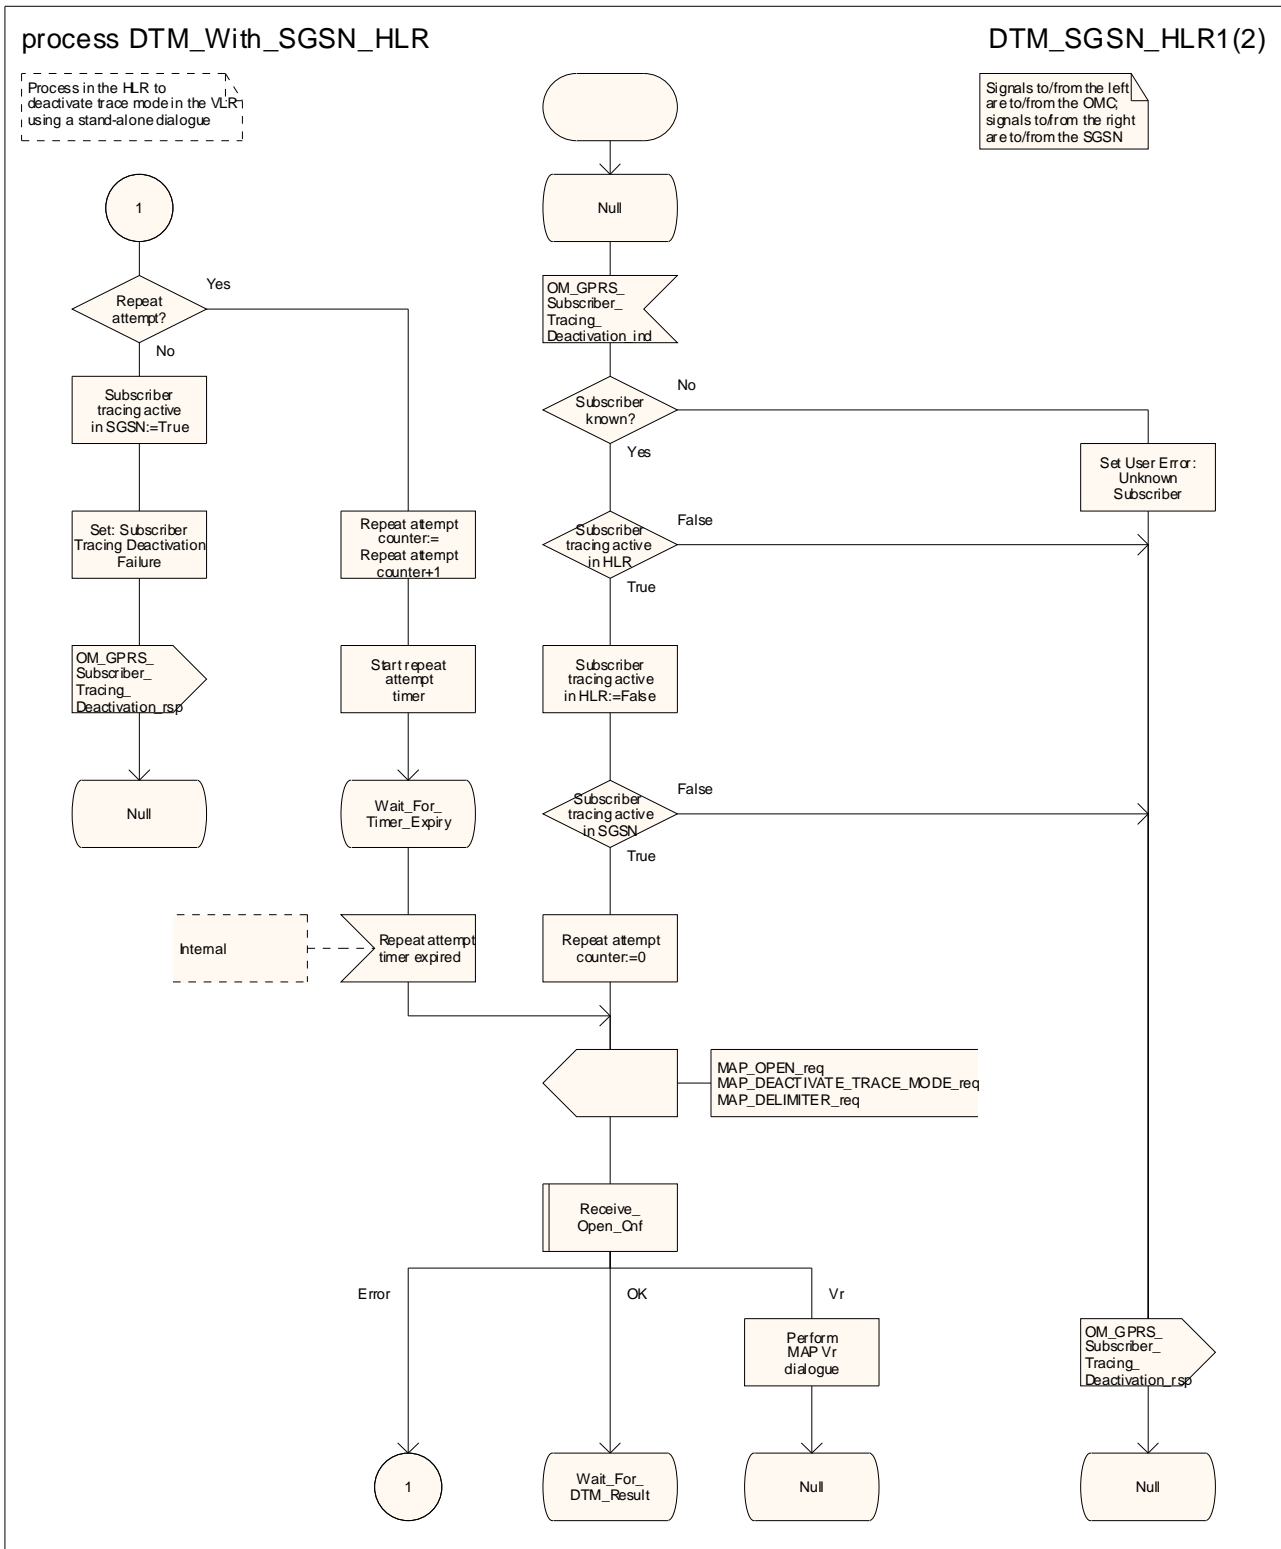 process DTM_With_SGSN_HLR
DTM_SGSN_HLR1(2)
Process in the HLR to
deactivate trace mode in the VLR
using a stand-alone dialogue
Signals to/from the left
are to/from the OMC;
signals to/from the right
are to/from the SGSN
1
Null
Repeat
attempt?
Yes
No
OM_GPRS_
Subscriber_
Tracing_
Deactivation_ind
Subscriber
tracing active
in SGSN:=True
Subscriber
known?
No
Yes
Set User Error:
Unknown
Subscriber
Set: Subscriber
Tracing Deactivation
Failure
Repeat attempt
counter:=
Repeat attempt
counter+1
Subscriber
tracing active
in HLR
False
True
OM_GPRS_
Subscriber_
Tracing_
Deactivation_rsp
Start repeat
attempt
timer
Subscriber
tracing active
in HLR:=False
Null
Wait_For_
Timer_Expiry
Subscriber
tracing active
in SGSN
False
True
Internal
Repeat attempt
timer expired
Repeat attempt
counter:=0
MAP_OPEN_req
MAP_DEACTIVATE_TRACE_MODE_req
MAP_DELIMITER_req
Receive_
Open_Cnf
Error
OK
Vr
Perform
MAP Vr
dialogue
OM_GPRS_
Subscriber_
Tracing_
Deactivation_rsp
1
Wait_For_
DTM_Result
Null
Null